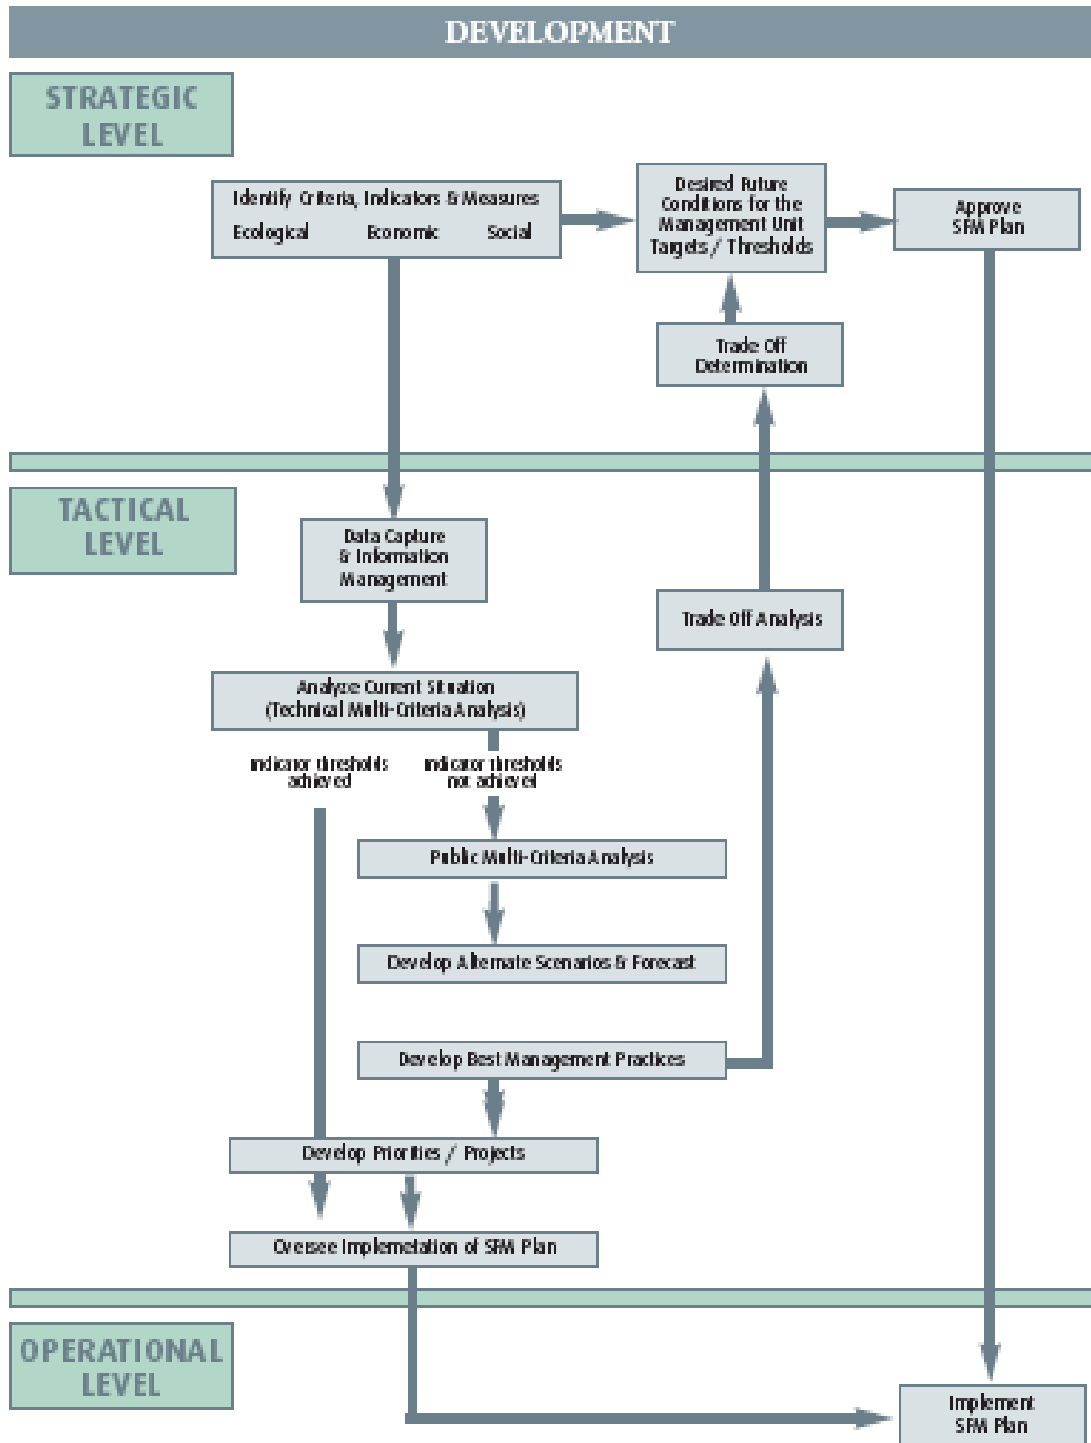 DEVELOPMENT
STRATEGIC
LEVEL
Identify Criteria, Indicators & Measures
Ecological Economic Social
Desired Future
Conditions for the
Management Unit
Targets / Thresholds
Approve
SFM Plan
Trade Off
Determination
TACTICAL
LEVEL
Data Capture
& Information
Management
Trade Off Analysis
Analyze Current Situation
(Technical Multi-Criteria Analysis)
Indicator thresholds
achieved
Indicator thresholds
not achieved
Public Multi-Criteria Analysis
Develop Alternate Scenarios & Forecast
Develop Best Management Practices
Develop Priorities / Projects
Oversee Implemetation of SFM Plan
OPERATIONAL
LEVEL
Implement
SFM Plan